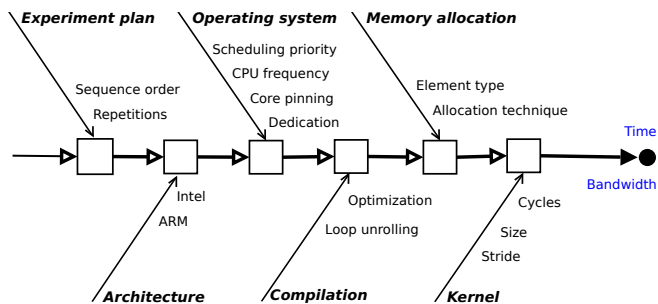 Experiment plan
Operating system
Memory allocation
Scheduling priority
CPU frequency
Core pinning
Dedication
Sequence order
Repetitions
Element type
Allocation technique
Time
Bandwidth
Intel
ARM
Optimization
Loop unrolling
Cycles
Size
Stride
Architecture
Compilation
Kernel